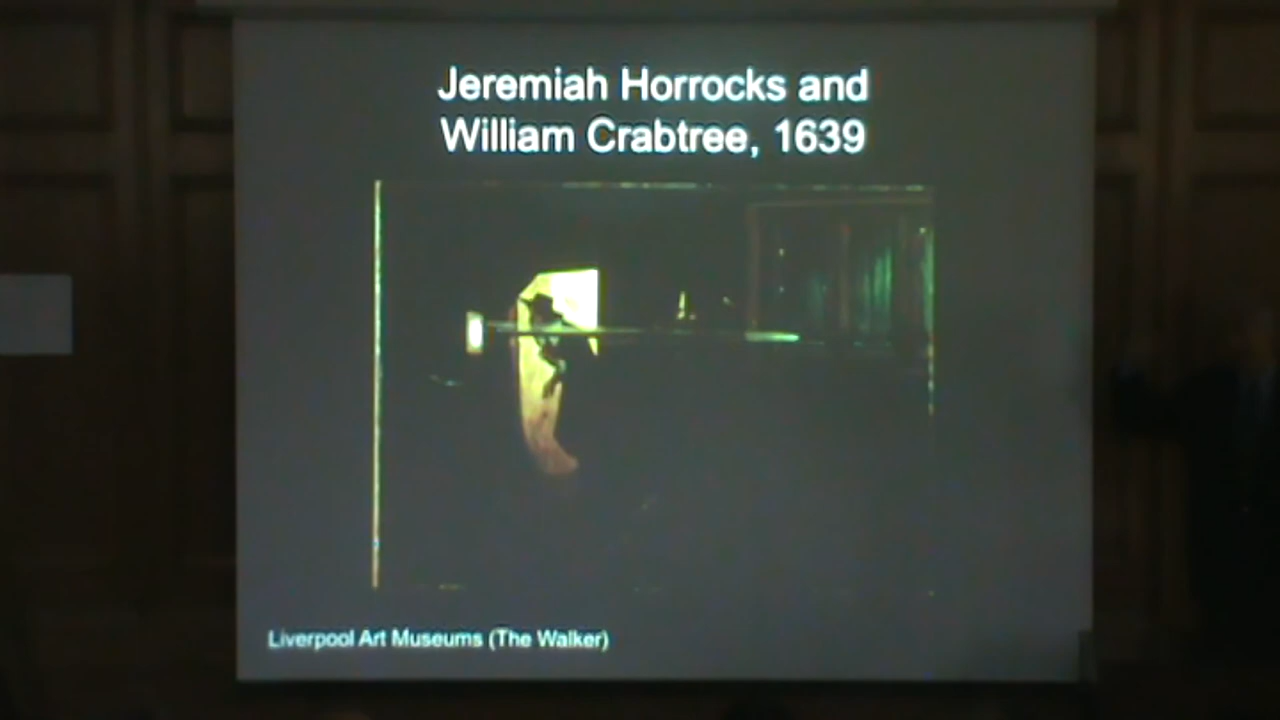 Jeremiah Horrocks and
William Crabtree, 1639
Liverpool Art Museums (The Walker)